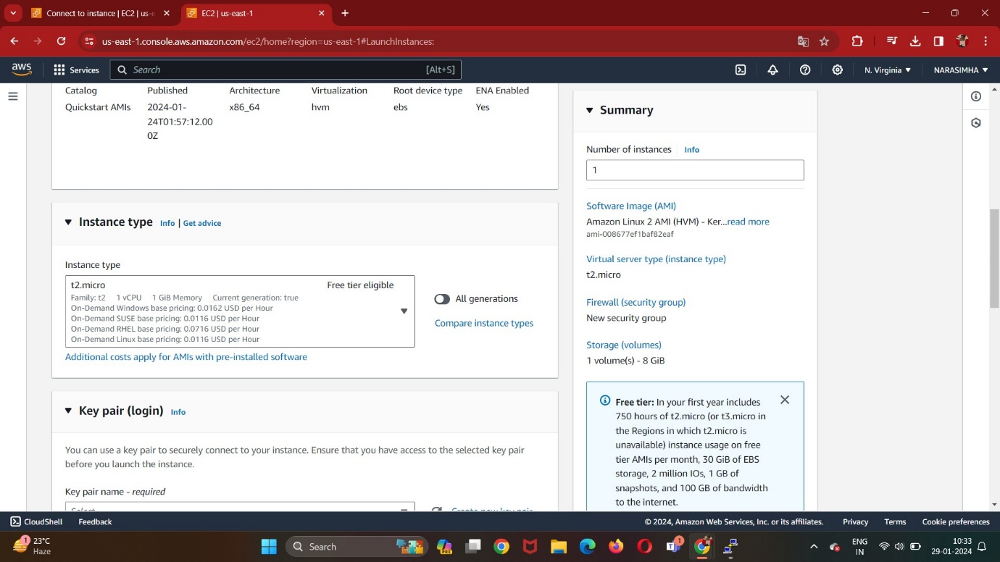 Connect to instance | EC2 | us-e
EC2 | us-east-1
us-east-1.console.aws.amazon.com/ec2/home?region=us-east-1#LaunchInstances:
aws
Services
Search
[Alt+S]
N. Virginia
NARASIMHA
Catalog Published Architecture Virtualization Root device type ENA Enabled
Quickstart AMIs 2024-01- x86_64 hvm ebs Yes
24T01:57:12.00
0Z
Instance type Info | Get advice
Instance type
t2.micro Free tier eligible
Family: t2 1 vCPU 1 GiB Memory Current generation: true
On-Demand Windows base pricing: 0.0162 USD per Hour
On-Demand SUSE base pricing: 0.0116 USD per Hour
On-Demand RHEL base pricing: 0.0716 USD per Hour
On-Demand Linux base pricing: 0.0116 USD per Hour
All generations
Compare instance types
Additional costs apply for AMIs with pre-installed software
Key pair (login) Info
You can use a key pair to securely connect to your instance. Ensure that you have access to the selected key pair
before you launch the instance.
Key pair name - required
Select
Create new key pair
Summary
Number of instances Info
1
Software Image (AMI)
Amazon Linux 2 AMI (HVM) - Ker...read more
ami-008677ef1baf82eaf
Virtual server type (instance type)
t2.micro
Firewall (security group)
New security group
Storage (volumes)
1 volume(s) - 8 GiB
Free tier: In your first year includes
750 hours of t2.micro (or t3.micro in
the Regions in which t2.micro is
unavailable) instance usage on free
tier AMIs per month, 30 GiB of EBS
storage, 2 million IOs, 1 GB of
snapshots, and 100 GB of bandwidth
to the internet.
CloudShell Feedback
© 2024, Amazon Web Services, Inc. or its affiliates. Privacy Terms Cookie preferences
1
23°C
Haze
Search
PRE
1
ENG
IN
10:33
29-01-2024